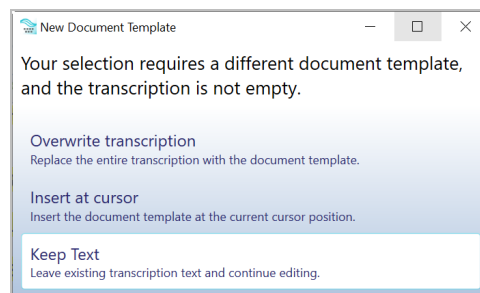 New Document Template
Your selection requires a different document template,
and the transcription is not empty.
Overwrite transcription
Replace the entire transcription with the document template.
Insert at cursor
Insert the document template at the current cursor position.
Keep Text
Leave existing transcription text and continue editing.